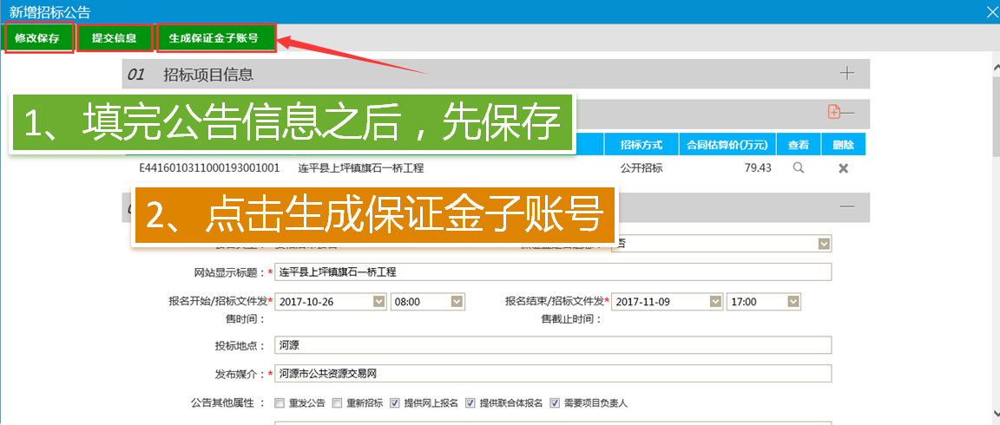 新增招标公告
修改保存 提交信息 生成保证金子账号
01 招标项目信息
1、填完公告信息之后，先保存
招标方式 合同估算价(万元) 查看 删除
E4416010311000193001001 连平县上坪镇旗石一桥工程 公开招标 79.43
2、点击生成保证金子账号
否
网站显示标题：* 连平县上坪镇旗石一桥工程
报名开始/招标文件发* 2017-10-26 08:00 报名结束/招标文件发* 2017-11-09 17:00
售时间： 售截止时间：
投标地点： 河源
发布媒介：* 河源市公共资源交易网
公告其他属性： 重发公告 重新招标 提供网上报名 提供联合体报名 需要项目负责人